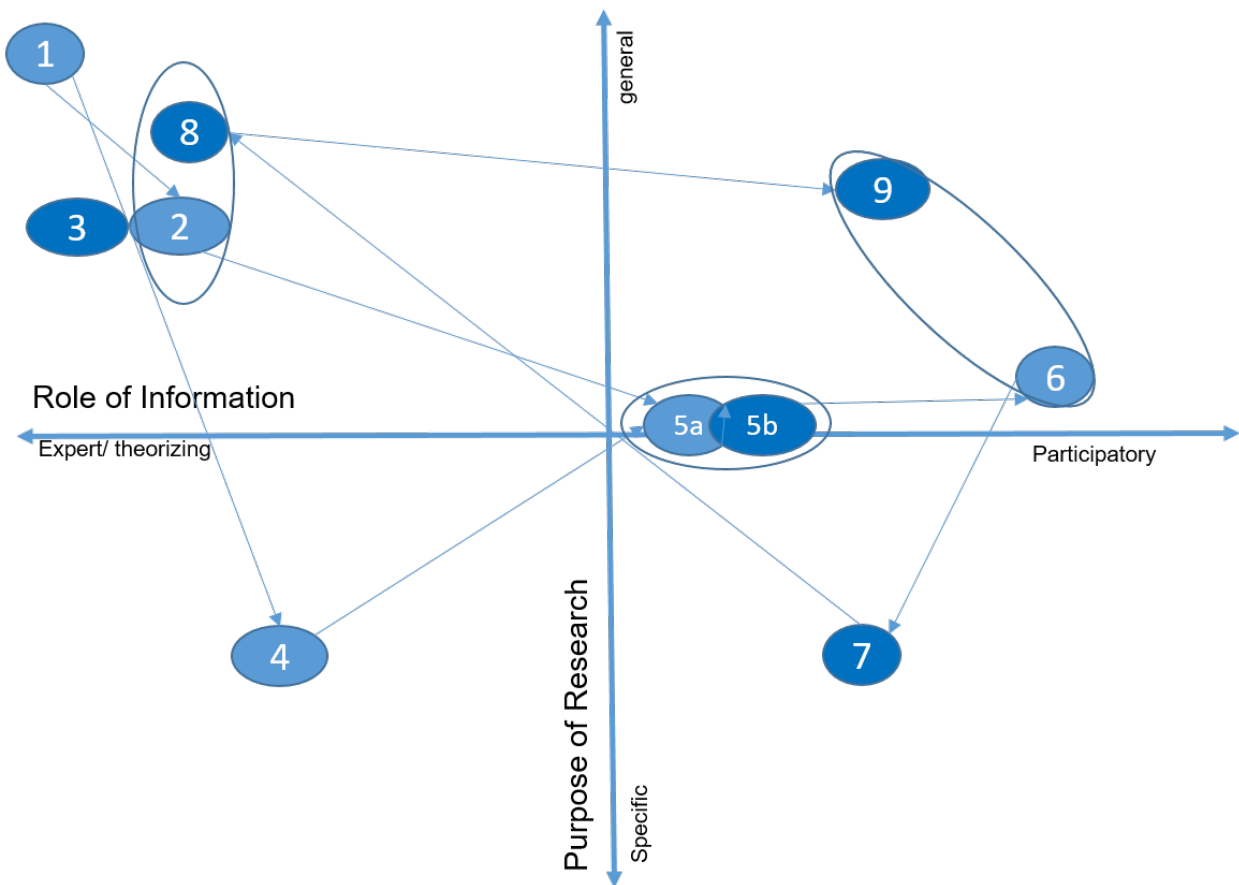 1
general
8
9
3
2
6
Role of Information
5a
5b
Expert/ theorizing
Participatory
4
7
Purpose of Research
Specific